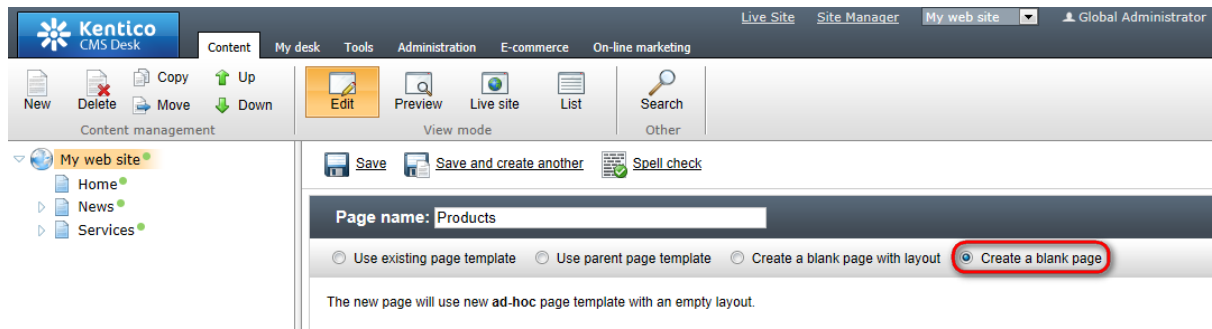 Live Site Site Manager My web site Global Administrator
Kentico
CMS Desk
Content My desk Tools Administration E-commerce On-line marketing
New Delete Copy Move Up Down
Content management
Edit Preview Live site List
View mode
Search
Other
My web site
Home
News
Services
Save Save and create another Spell check
Page name: Products
Use existing page template Use parent page template Create a blank page with layout Create a blank page
The new page will use new ad-hoc page template with an empty layout.